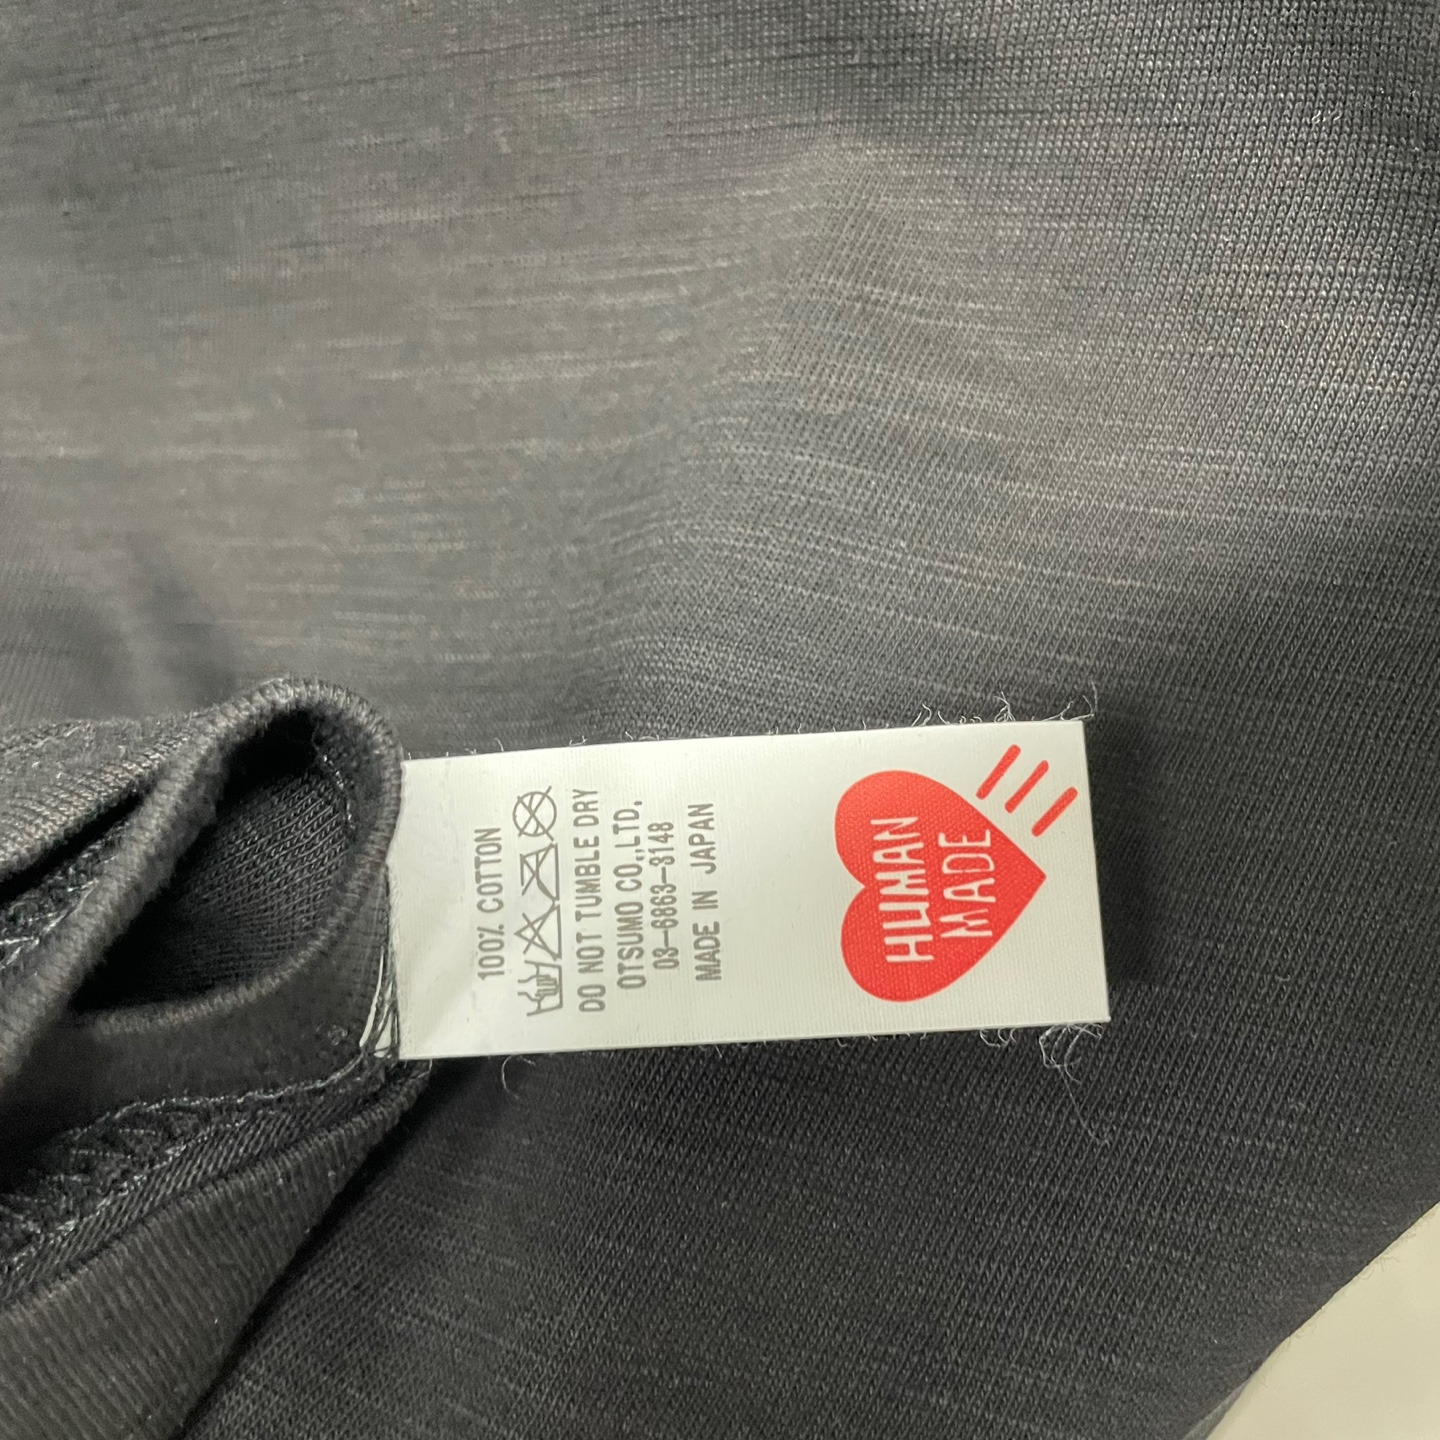 100% COTTON
DO NOT TUMBLE DRY
OTSUMO CO.,LTD.
03-6863-3148
MADE IN JAPAN
HUMAN
MADE